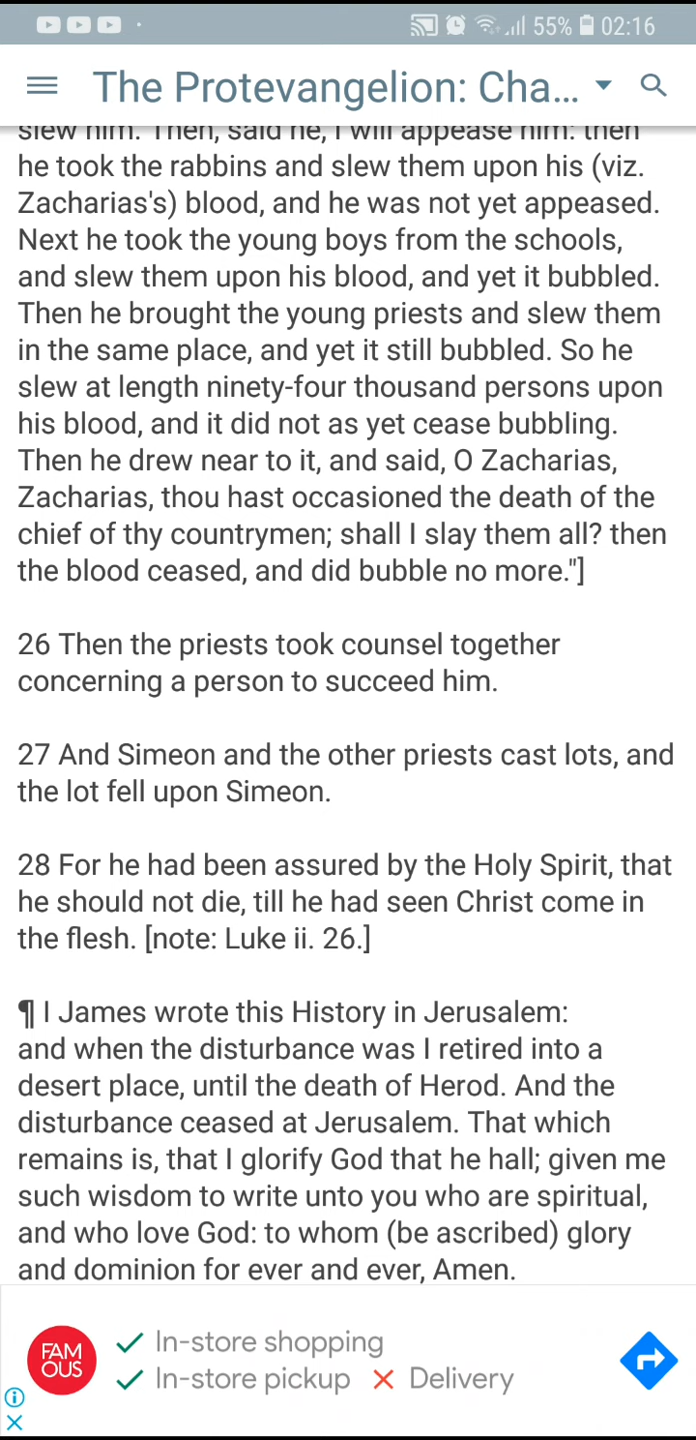 55% 02:16
The Protevangelion: Cha...
slew him. Then, said he, I will appease him: then
he took the rabbins and slew them upon his (viz.
Zacharias's) blood, and he was not yet appeased.
Next he took the young boys from the schools,
and slew them upon his blood, and yet it bubbled.
Then he brought the young priests and slew them
in the same place, and yet it still bubbled. So he
slew at length ninety-four thousand persons upon
his blood, and it did not as yet cease bubbling.
Then he drew near to it, and said, O Zacharias,
Zacharias, thou hast occasioned the death of the
chief of thy countrymen; shall I slay them all? then
the blood ceased, and did bubble no more."]
26 Then the priests took counsel together
concerning a person to succeed him.
27 And Simeon and the other priests cast lots, and
the lot fell upon Simeon.
28 For he had been assured by the Holy Spirit, that
he should not die, till he had seen Christ come in
the flesh. [note: Luke ii. 26.]
¶ I James wrote this History in Jerusalem:
and when the disturbance was I retired into a
desert place, until the death of Herod. And the
disturbance ceased at Jerusalem. That which
remains is, that I glorify God that he hall; given me
such wisdom to write unto you who are spiritual,
and who love God: to whom (be ascribed) glory
and dominion for ever and ever, Amen.
FAM
OUS
In-store shopping
In-store pickup Delivery